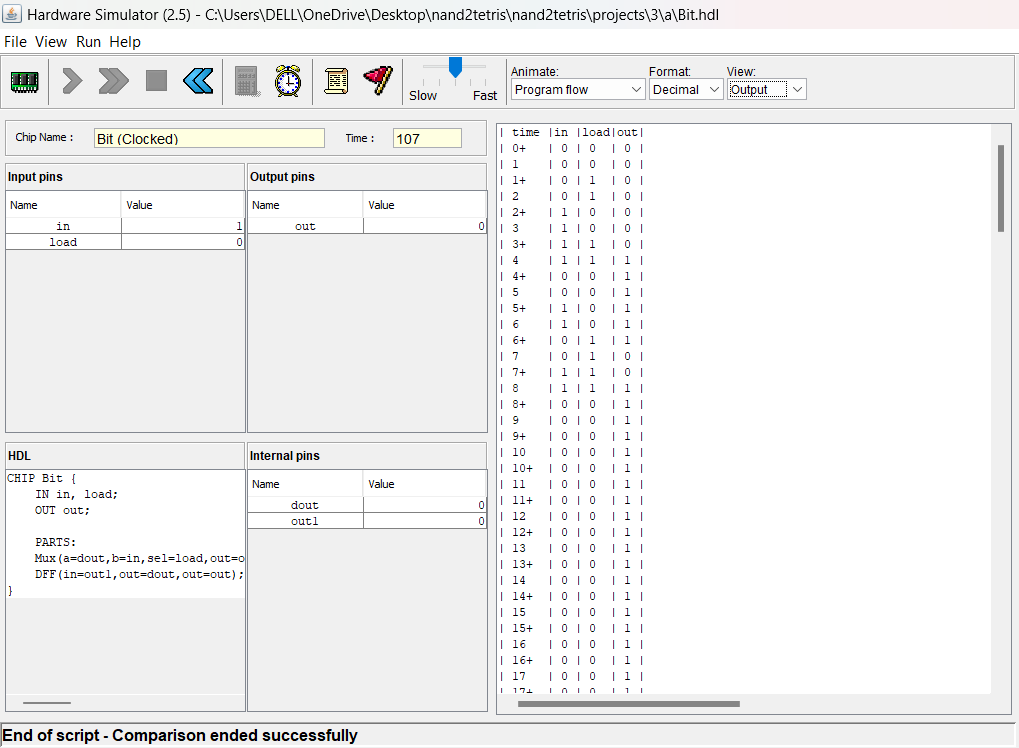 Hardware Simulator (2.5) - C:\Users\DELL\OneDrive\Desktop\nand2tetris\nand2tetris\projects\3\a\Bit.hdl
File View Run Help
Slow Fast
Animate: Format: View:
Program flow Decimal Output
Chip Name : Bit (Clocked) Time : 107
Input pins
Name Value
in 1
load 0
Output pins
Name Value
out 0
HDL
CHIP Bit {
    IN in, load;
    OUT out;
    PARTS:
    Mux(a=dout,b=in,sel=load,out=o
    DFF(in=out1,out=dout,out=out);
}
Internal pins
Name Value
dout 0
out1 0
| time |in |load|out|
| 0+ | 0 | 0 | 0 |
| 1 | 0 | 0 | 0 |
| 1+ | 0 | 1 | 0 |
| 2 | 0 | 1 | 0 |
| 2+ | 1 | 0 | 0 |
| 3 | 1 | 0 | 0 |
| 3+ | 1 | 1 | 0 |
| 4 | 1 | 1 | 1 |
| 4+ | 0 | 0 | 1 |
| 5 | 0 | 0 | 1 |
| 5+ | 1 | 0 | 1 |
| 6 | 1 | 0 | 1 |
| 6+ | 0 | 1 | 1 |
| 7 | 0 | 1 | 0 |
| 7+ | 1 | 1 | 0 |
| 8 | 1 | 1 | 1 |
| 8+ | 0 | 0 | 1 |
| 9 | 0 | 0 | 1 |
| 9+ | 0 | 0 | 1 |
| 10 | 0 | 0 | 1 |
| 10+ | 0 | 0 | 1 |
| 11 | 0 | 0 | 1 |
| 11+ | 0 | 0 | 1 |
| 12 | 0 | 0 | 1 |
| 12+ | 0 | 0 | 1 |
| 13 | 0 | 0 | 1 |
| 13+ | 0 | 0 | 1 |
| 14 | 0 | 0 | 1 |
| 14+ | 0 | 0 | 1 |
| 15 | 0 | 0 | 1 |
| 15+ | 0 | 0 | 1 |
| 16 | 0 | 0 | 1 |
| 16+ | 0 | 0 | 1 |
| 17 | 0 | 0 | 1 |
| 17+ | 0 | 0 | 1 |
End of script - Comparison ended successfully